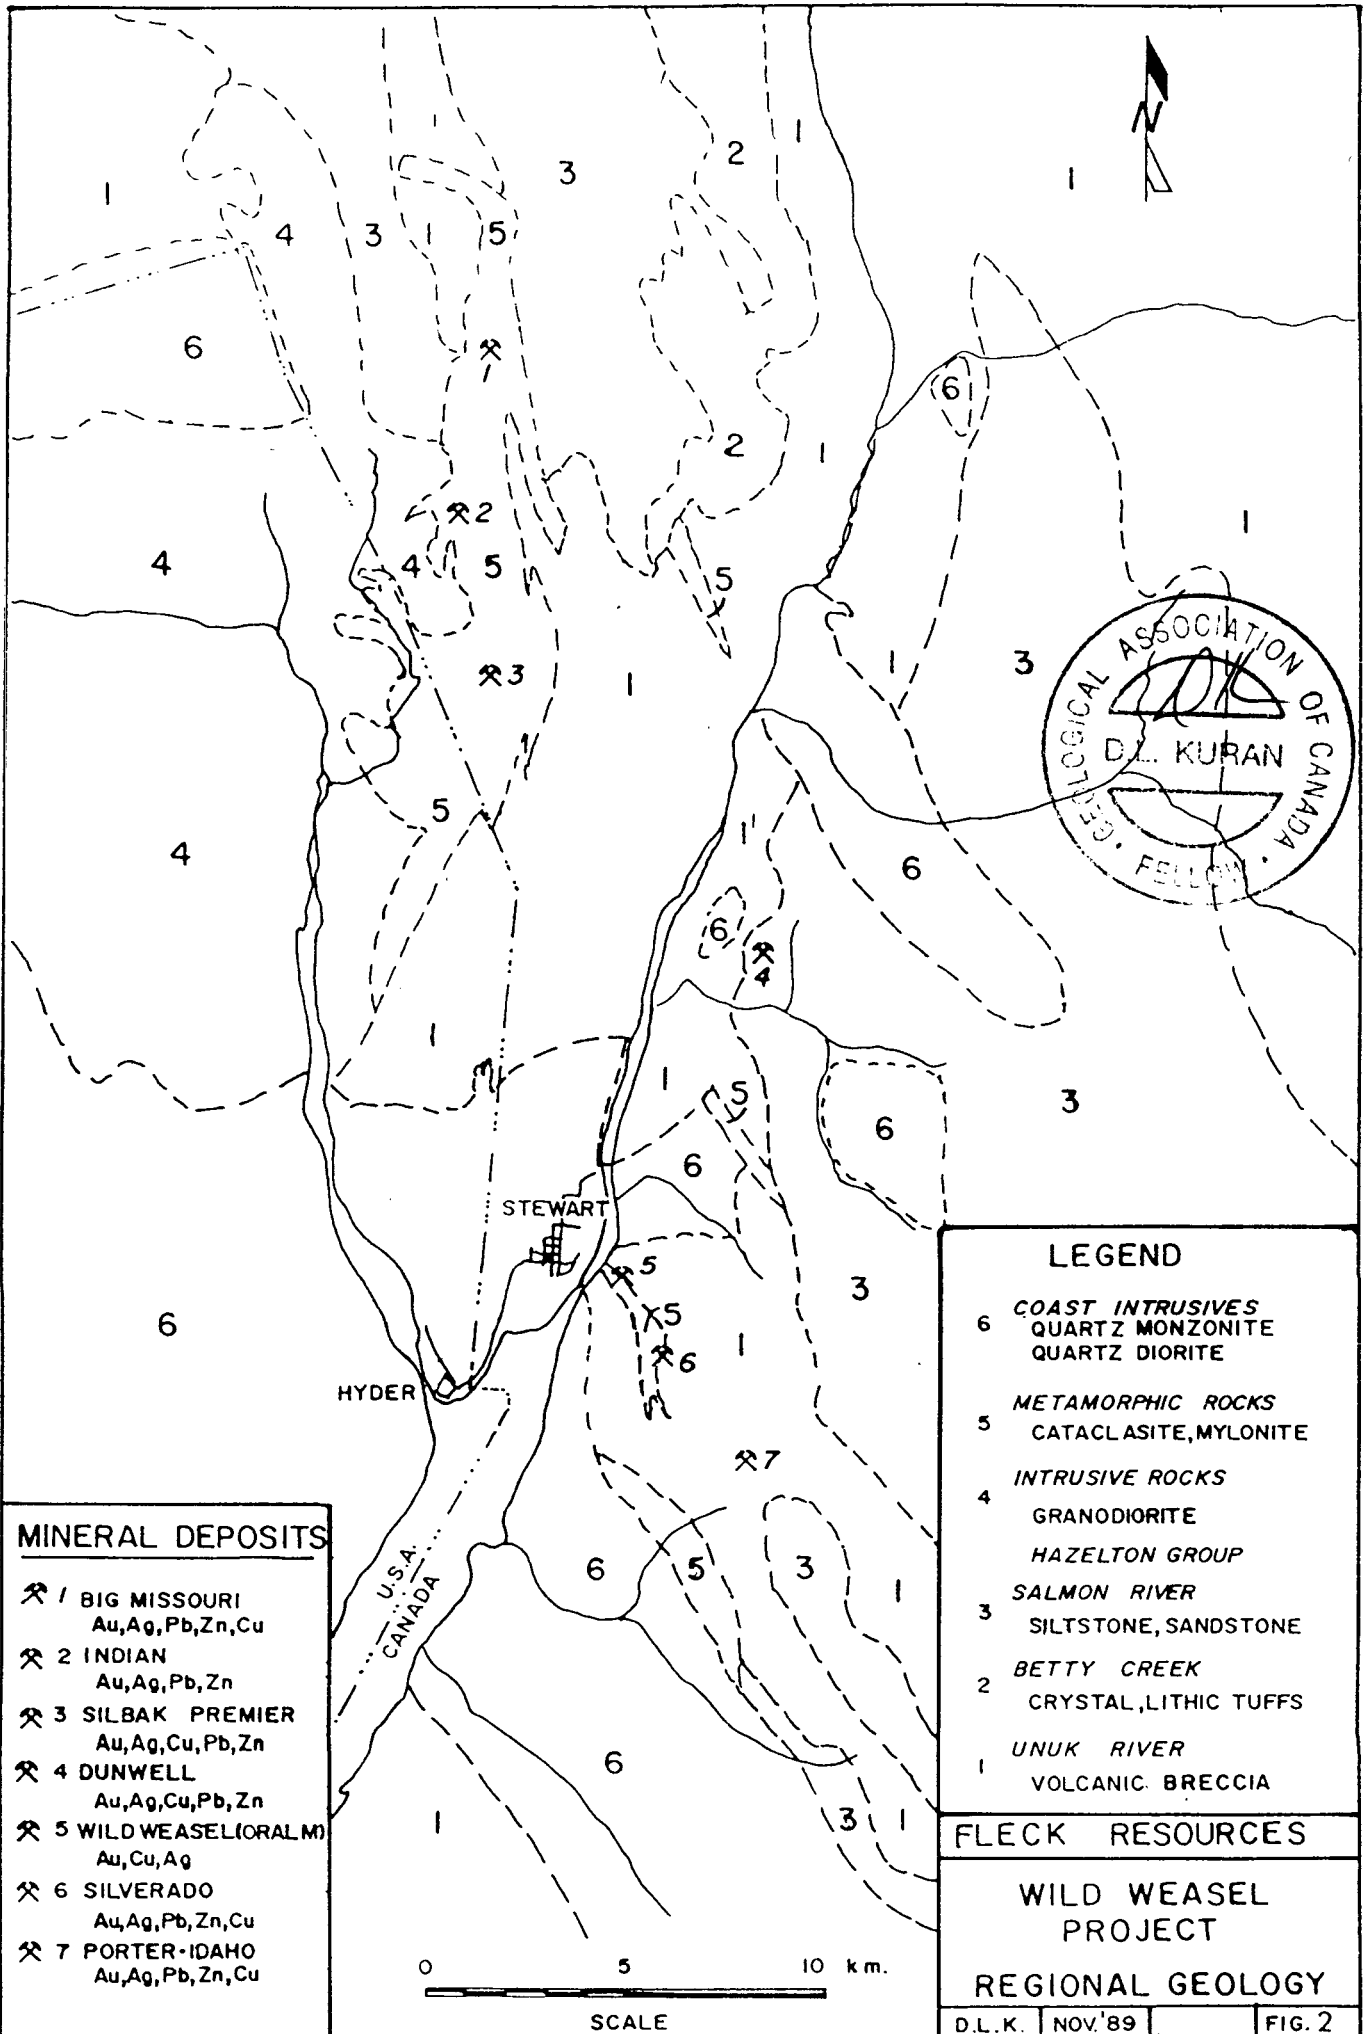 N
1
3
2
1
1
4
3
1
5
6
1
6
2
1
2
1
4
4
5
5
3
1
1
3
GEOLOGICAL ASSOCIATION OF CANADA
D.L. KURAN
FELLOW
5
1
6
4
6
4
1
1
5
3
6
6
STEWART
5
3
6
5
1
6
HYDER
7
U.S.A.
CANADA
6
5
3
1
6
1
3
1
MINERAL DEPOSITS
1 BIG MISSOURI
Au,Ag,Pb,Zn,Cu
2 INDIAN
Au,Ag,Pb,Zn
3 SILBAK PREMIER
Au,Ag,Cu,Pb,Zn
4 DUNWELL
Au,Ag,Cu,Pb,Zn
5 WILD WEASEL(ORAL M)
Au,Cu,Ag
6 SILVERADO
Au,Ag,Pb,Zn,Cu
7 PORTER-IDAHO
Au,Ag,Pb,Zn,Cu
0 5 10 km.
SCALE
LEGEND
6 COAST INTRUSIVES
QUARTZ MONZONITE
QUARTZ DIORITE
5 METAMORPHIC ROCKS
CATACLASITE, MYLONITE
4 INTRUSIVE ROCKS
GRANODIORITE
HAZELTON GROUP
3 SALMON RIVER
SILTSTONE, SANDSTONE
2 BETTY CREEK
CRYSTAL, LITHIC TUFFS
1 UNUK RIVER
VOLCANIC BRECCIA
FLECK RESOURCES
WILD WEASEL
PROJECT
REGIONAL GEOLOGY
D.L.K. NOV.'89 FIG. 2